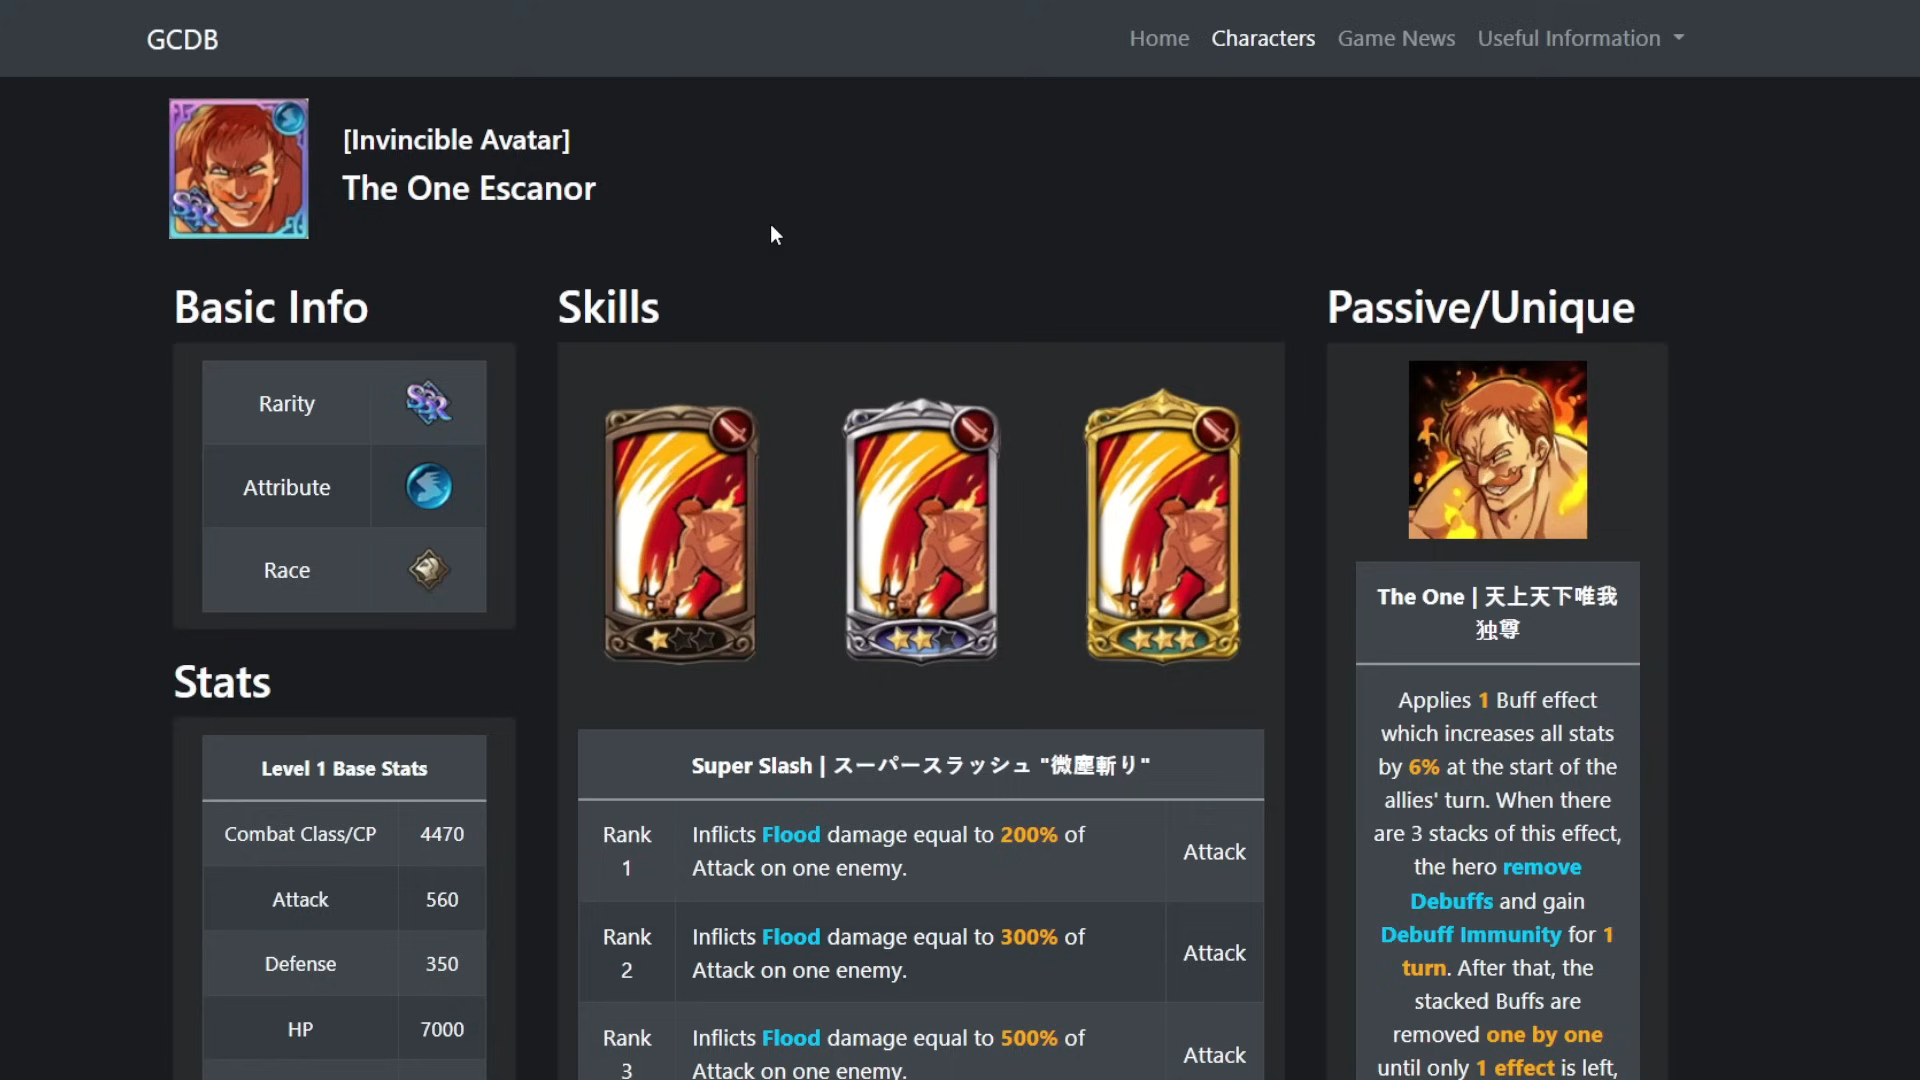 GCDB
Home Characters Game News Useful Information
[Invincible Avatar]
The One Escanor
SSR
Basic Info
Rarity SSR
Attribute
Race
Stats
Level 1 Base Stats
Combat Class/CP 4470
Attack 560
Defense 350
HP 7000
Skills
Super Slash | スーパースラッシュ "微塵斬り"
Rank 1 Inflicts Flood damage equal to 200% of
Attack on one enemy. Attack
Rank 2 Inflicts Flood damage equal to 300% of
Attack on one enemy. Attack
Rank 3 Inflicts Flood damage equal to 500% of
Attack on one enemy. Attack
Passive/Unique
The One | 天上天下唯我
独尊
Applies 1 Buff effect
which increases all stats
by 6% at the start of the
allies' turn. When there
are 3 stacks of this effect,
the hero remove
Debuffs and gain
Debuff Immunity for 1
turn. After that, the
stacked Buffs are
removed one by one
until only 1 effect is left,